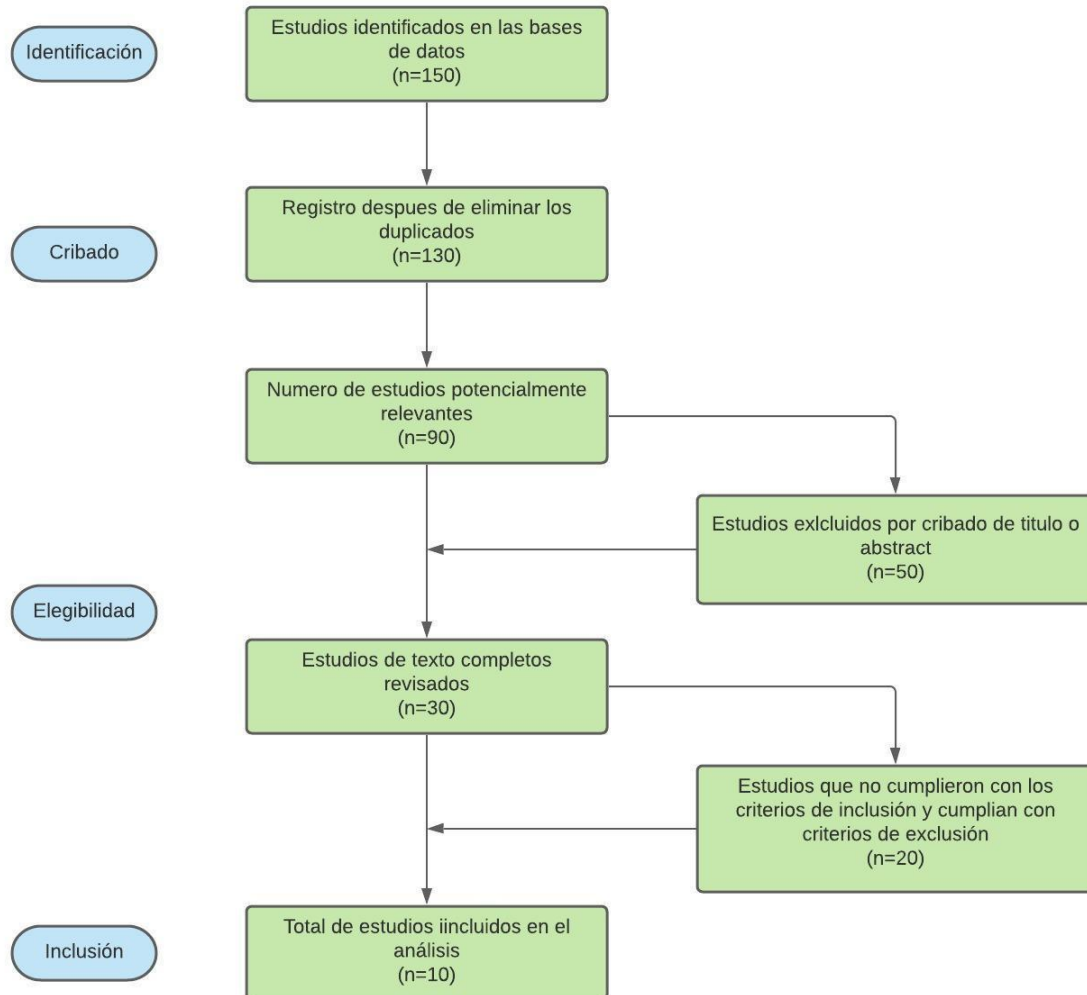 Identificación
Estudios identificados en las bases
de datos
(n=150)
Cribado
Registro despues de eliminar los
duplicados
(n=130)
Numero de estudios potencialmente
relevantes
(n=90)
Estudios exlcluidos por cribado de titulo o
abstract
(n=50)
Elegibilidad
Estudios de texto completos
revisados
(n=30)
Estudios que no cumplieron con los
criterios de inclusión y cumplian con
criterios de exclusión
(n=20)
Inclusión
Total de estudios iincluidos en el
análisis
(n=10)